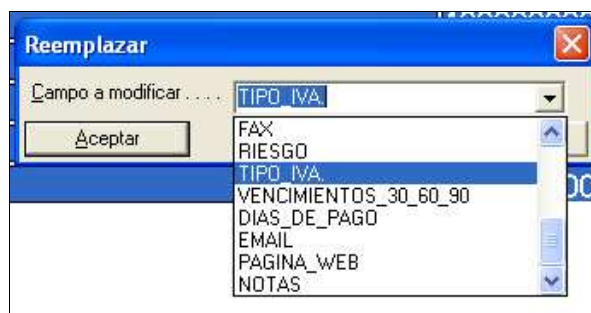 Reemplazar
Campo a modificar . . . . TIPO_IVA.
Aceptar
FAX
RIESGO
TIPO_IVA.
VENCIMIENTOS_30_60_90
DIAS_DE_PAGO
EMAIL
PAGINA_WEB
NOTAS